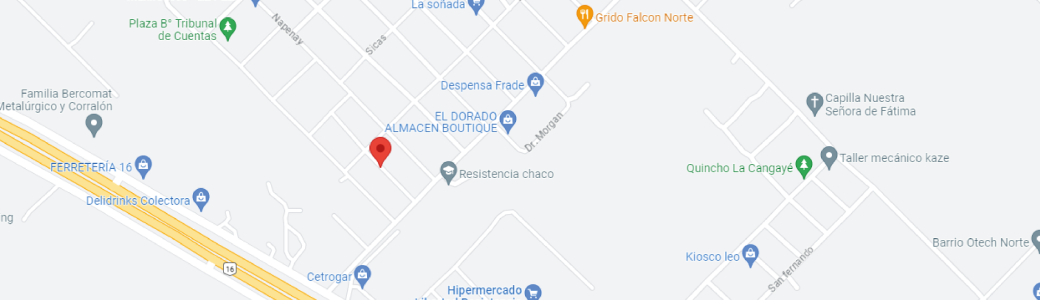 La soñada
Grido Falcon Norte
Plaza B° Tribunal
de Cuentas
Napenay
Sicas
Despensa Frade
Familia Bercomat
Metalúrgico y Corralón
Capilla Nuestra
Señora de Fátima
EL DORADO
ALMACEN BOUTIQUE
Dr. Morgan
FERRETERÍA 16
Resistencia chaco
Quincho La Cangayé
Taller mecánico kaze
Delidrinks Colectora
ng
16
Cetrogar
Kiosco leo
San fernando
Barrio Otech Norte
Hipermercado